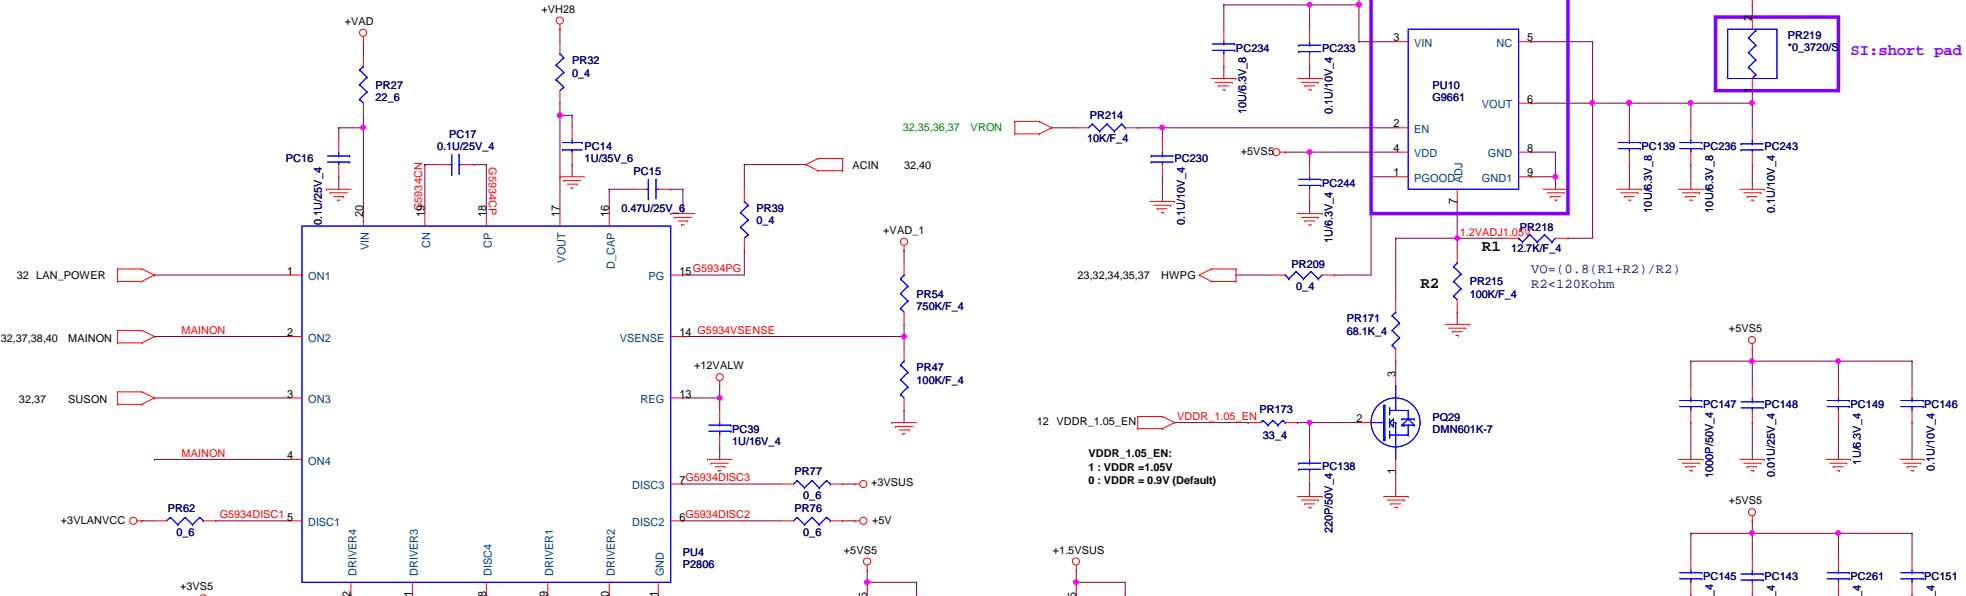 +VAD
PR27
22_6
PC16
0.1U/25V_4
PC17
0.1U/25V_4
G5934CN
G5934CP
+VH28
PR32
0_4
PC14
1U/35V_6
PC15
0.47U/25V_6
20
19
18
17
16
VIN
CN
CP
VOUT
D_CAP
ACIN 32,40
PR39
0_4
PG
15
G5934PG
+VAD_1
PR54
750K/F_4
VSENSE
14
G5934VSENSE
PR47
100K/F_4
+12VALW
REG
13
PC39
1U/16V_4
DISC3
7
G5934DISC3
PR77
0_6
+3VSUS
DISC2
6
G5934DISC2
PR76
0_6
+5V
PU4
P2806
32 LAN_POWER
1
ON1
32,37,38,40 MAINON
MAINON
2
ON2
32,37 SUSON
3
ON3
MAINON
4
ON4
+3VLANVCC
PR62
0_6
G5934DISC1
5
DISC1
DRIVER4
DRIVER3
DISC4
DRIVER1
DRIVER2
GND
+3VS5
+5VS5
+1.5VSUS
PC234
10U/6.3V_8
PC233
0.1U/10V_4
3
VIN
NC
5
PU10
G9661
VOUT
6
2
EN
4
VDD
GND
8
1
PGOOD
ADJ
GND1
9
7
32,35,36,37 VRON
PR214
10K/F_4
PC230
0.1U/10V_4
+5VS5
PC244
1U/6.3V_4
2
PR219
*0_3720/S
1
SI:short pad
PC139
10U/6.3V_8
PC236
10U/6.3V_8
PC243
0.1U/10V_4
1.2VADJ1.05V
R1
PR218
12.7K/F_4
VO=(0.8(R1+R2)/R2)
R2<120Kohm
R2
PR215
100K/F_4
23,32,34,35,37 HWPG
PR209
0_4
PR171
68.1K_4
3
2
1
PQ29
DMN601K-7
12 VDDR_1.05_EN
VDDR_1.05_EN
PR173
33_4
PC138
220P/50V_4
VDDR_1.05_EN:
1 : VDDR =1.05V
0 : VDDR = 0.9V (Default)
+5VS5
PC147
1000P/50V_4
PC148
0.01U/25V_4
PC149
1U/6.3V_4
PC146
0.1U/10V_4
+5VS5
PC145
PC143
PC261
PC151